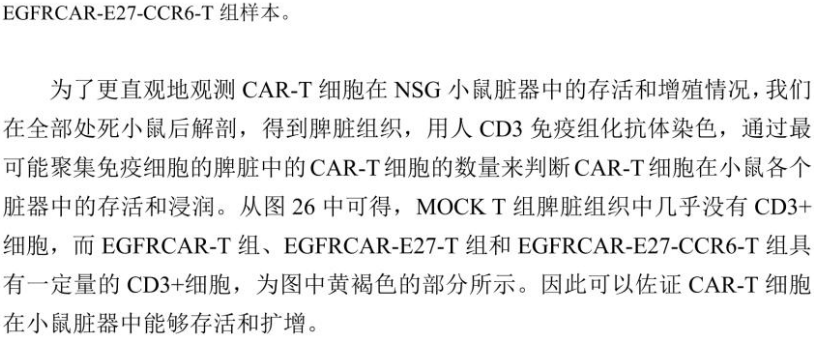 EGFRCAR-E27-CCR6-T 组样本。
为了更直观地观测 CAR-T 细胞在 NSG 小鼠脏器中的存活和增殖情况，我们
在全部处死小鼠后解剖，得到脾脏组织，用人 CD3 免疫组化抗体染色，通过最
可能聚集免疫细胞的脾脏中的 CAR-T 细胞的数量来判断 CAR-T 细胞在小鼠各个
脏器中的存活和浸润。从图 26 中可得，MOCK T 组脾脏组织中几乎没有 CD3+
细胞，而 EGFRCAR-T 组、EGFRCAR-E27-T 组和 EGFRCAR-E27-CCR6-T 组具
有一定量的 CD3+细胞，为图中黄褐色的部分所示。因此可以佐证 CAR-T 细胞
在小鼠脏器中能够存活和扩增。